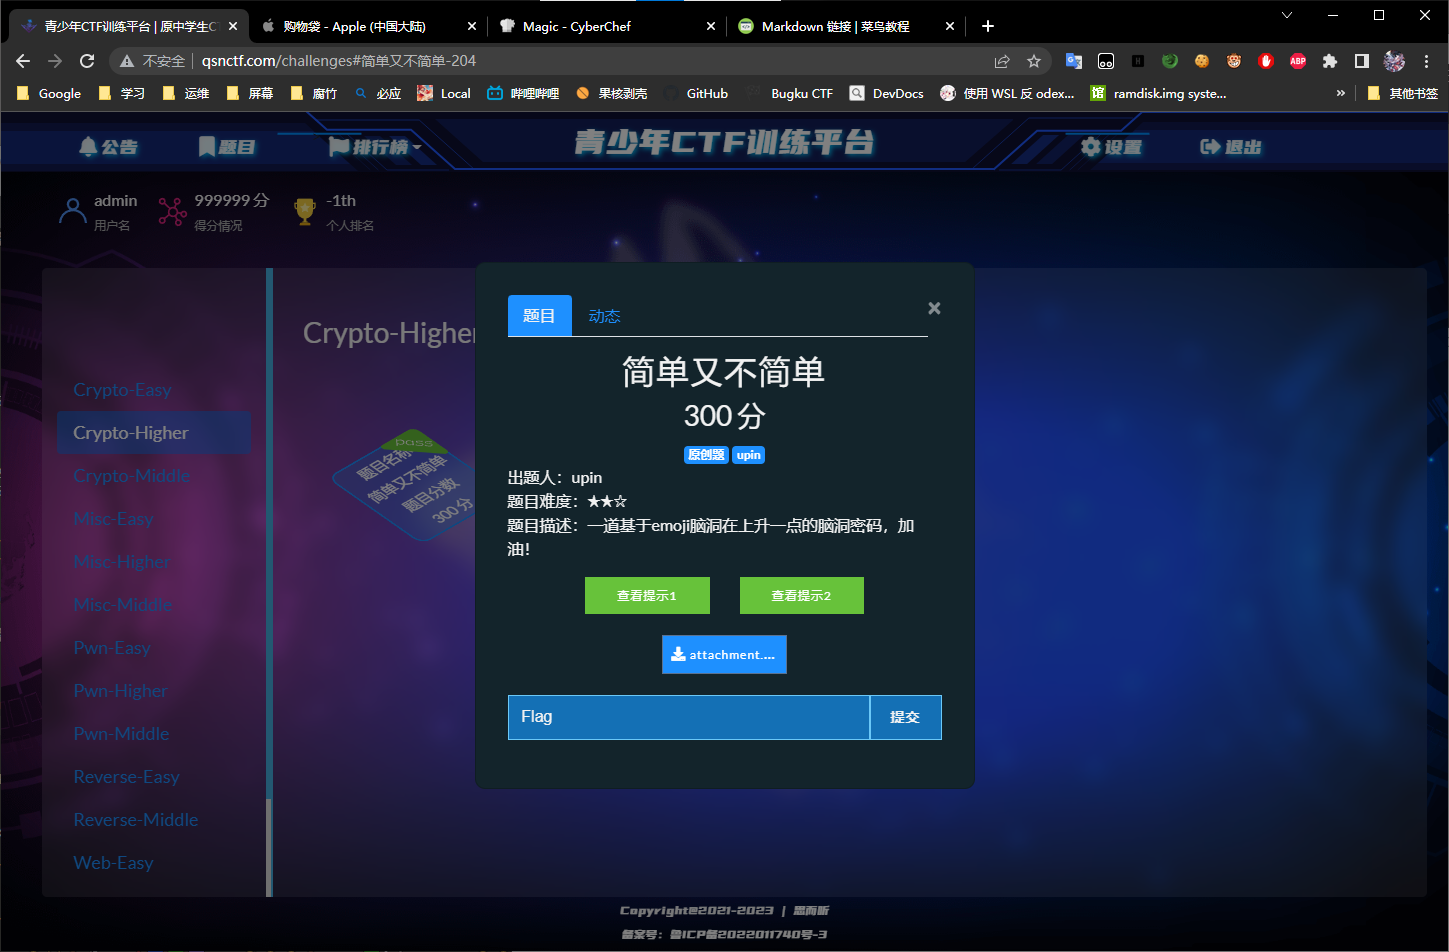 青少年CTF训练平台 | 原中学生C
购物袋 - Apple (中国大陆)
Magic - CyberChef
Markdown 链接 | 菜鸟教程
不安全 qsnctf.com/challenges#简单又不简单-204
Google 学习 运维 屏幕 腐竹 必应 Local 哔哩哔哩 果核剥壳 GitHub Bugku CTF DevDocs 使用 WSL 反 odex... ramdisk.img syste... » 其他书签
公告 题目 排行榜 青少年CTF训练平台 设置 退出
admin 999999 分 -1th
用户名 得分情况 个人排名
Crypto-Easy
Crypto-Higher
Crypto-Middle
Misc-Easy
Misc-Higher
Misc-Middle
Pwn-Easy
Pwn-Higher
Pwn-Middle
Reverse-Easy
Reverse-Middle
Web-Easy
Crypto-Higher
pass
题目名称
简单又不简单
题目分数
300 分
题目 动态 ×
简单又不简单
300 分
原创题 upin
出题人：upin
题目难度：★★☆
题目描述：一道基于emoji脑洞在上升一点的脑洞密码，加
油！
查看提示1 查看提示2
attachment....
Flag 提交
Copyright@2021-2023 | 思而听
备案号：鲁ICP备2022011740号-3